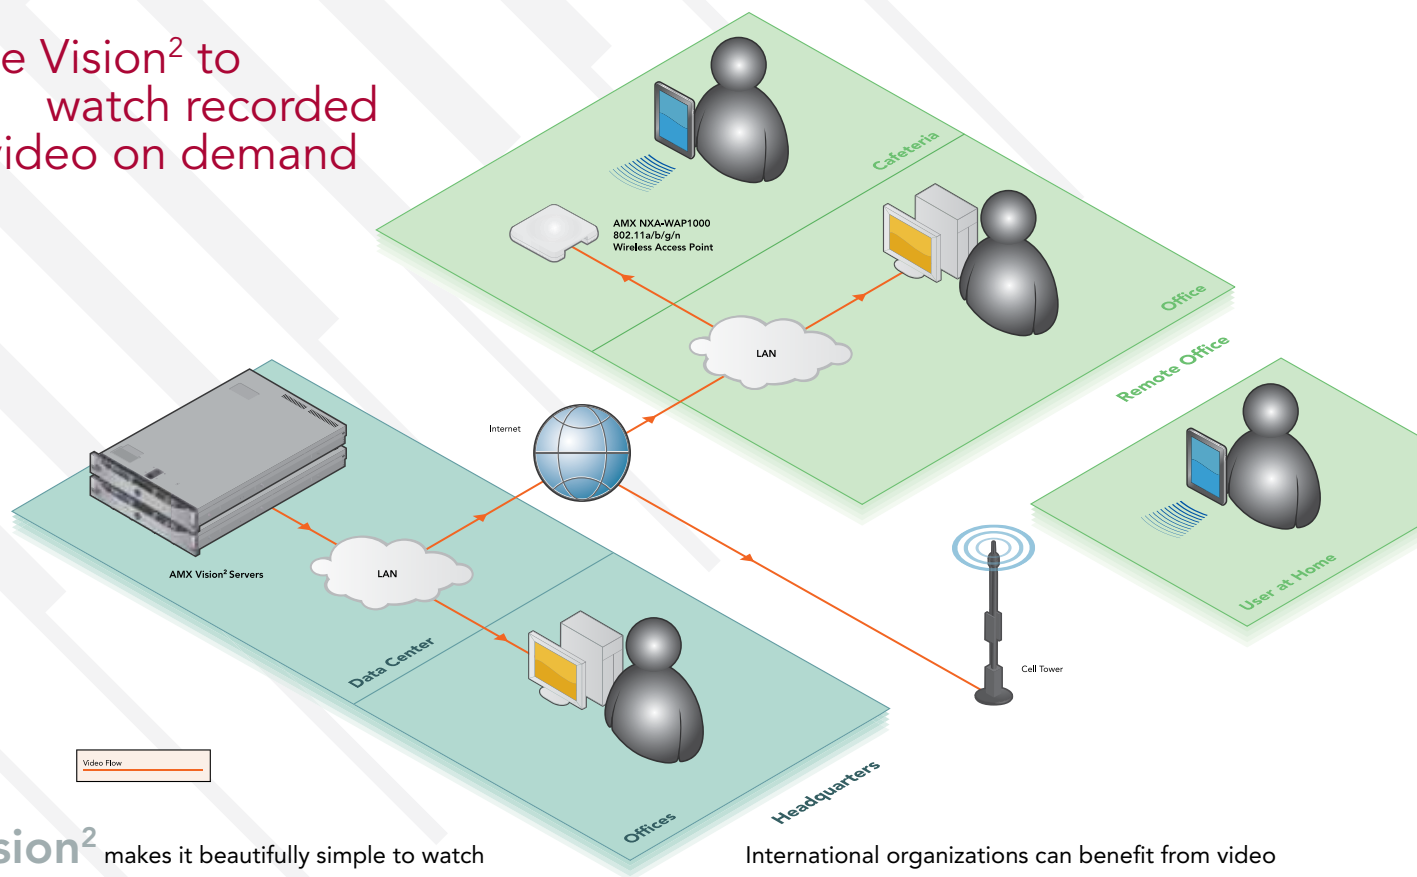 e Vision² to
watch recorded
video on demand
Cafeteria
AMX NXA-WAP1000
802.11a/b/g/n
Wireless Access Point
Office
LAN
Remote Office
Internet
AMX Vision² Servers
LAN
User at Home
Data Center
Cell Tower
Video Flow
Headquarters
Offices
sion² makes it beautifully simple to watch
International organizations can benefit from video